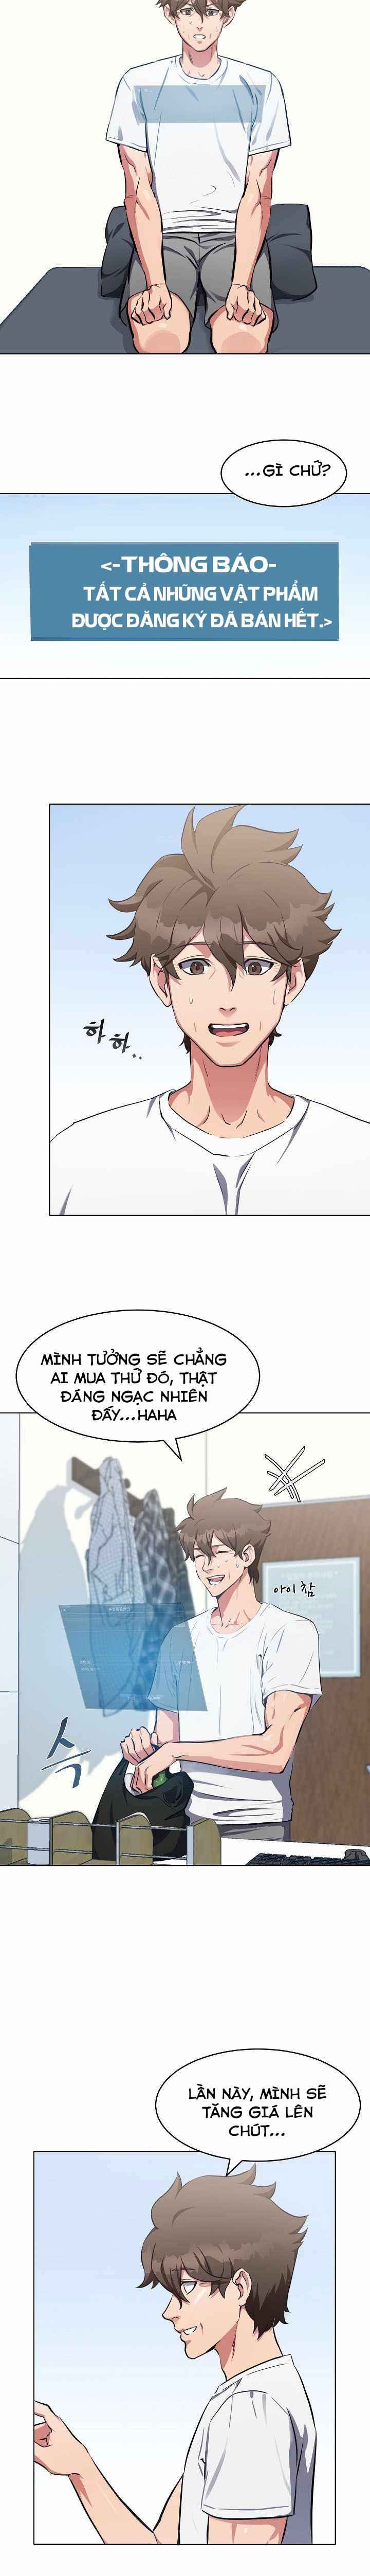 ...GÌ CHỨ?
<-THÔNG BÁO-
TẤT CẢ NHỮNG VẬT PHẨM
ĐƯỢC ĐĂNG KÝ ĐÃ BÁN HẾT.>
하
하..
MÌNH TƯỞNG SẼ CHẲNG
AI MUA THỨ ĐÓ, THẬT
ĐÁNG NGẠC NHIÊN
ĐẤY...HAHA
아이 참
스
LẦN NÀY, MÌNH SẼ
TĂNG GIÁ LÊN
CHÚT...